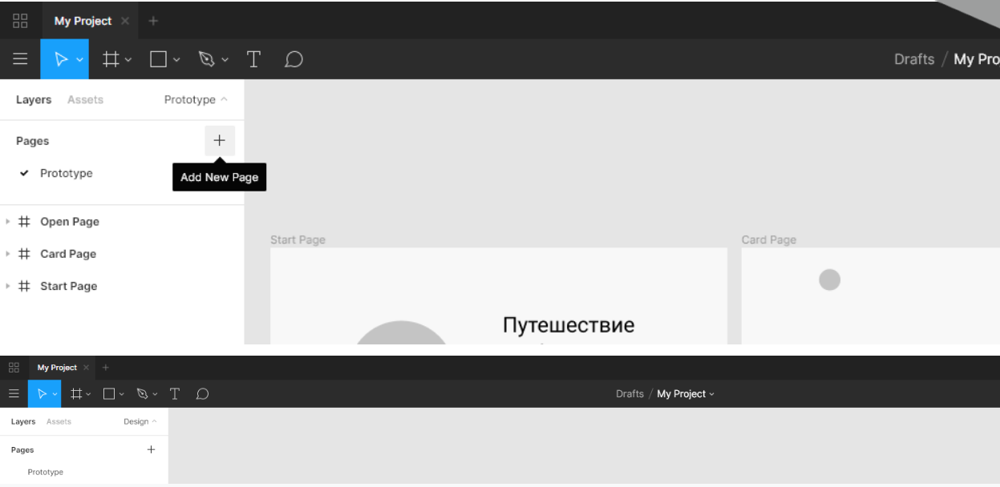 My Project
Drafts / My Pro
Layers Assets Prototype
Pages
Prototype
Add New Page
Open Page
Card Page
Start Page
Start Page
Card Page
Путешествие
My Project
Drafts / My Project
Layers Assets Design
Pages
Prototype